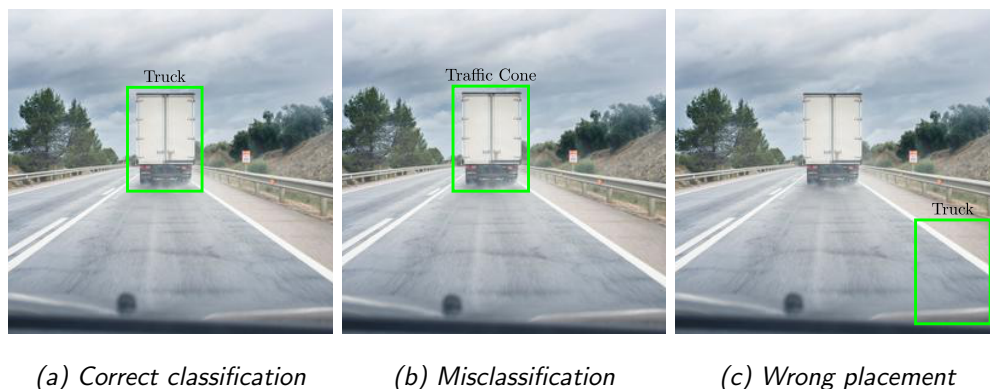 Truck
Traffic Cone
Truck
(a) Correct classification
(b) Misclassification
(c) Wrong placement